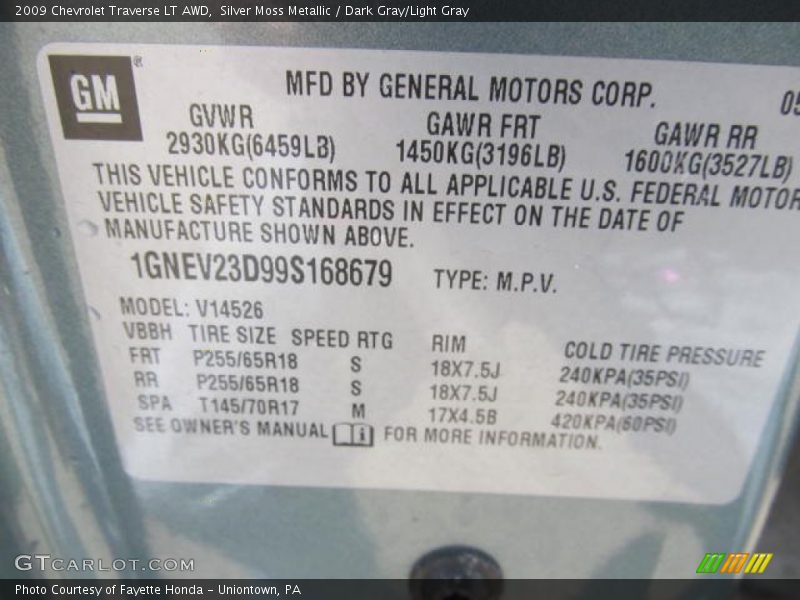 2009 Chevrolet Traverse LT AWD, Silver Moss Metallic / Dark Gray/Light Gray
GM ®
MFD BY GENERAL MOTORS CORP. 05
GVWR GAWR FRT GAWR RR
2930KG(6459LB) 1450KG(3196LB) 1600KG(3527LB)
THIS VEHICLE CONFORMS TO ALL APPLICABLE U.S. FEDERAL MOTOR
VEHICLE SAFETY STANDARDS IN EFFECT ON THE DATE OF
MANUFACTURE SHOWN ABOVE.
1GNEV23D99S168679 TYPE: M.P.V.
MODEL: V14526
VBBH TIRE SIZE SPEED RTG RIM COLD TIRE PRESSURE
FRT P255/65R18 S 18X7.5J 240KPA(35PSI)
RR P255/65R18 S 18X7.5J 240KPA(35PSI)
SPA T145/70R17 M 17X4.5B 420KPA(60PSI)
SEE OWNER'S MANUAL i FOR MORE INFORMATION.
GTCARLOT.COM
Photo Courtesy of Fayette Honda - Uniontown, PA